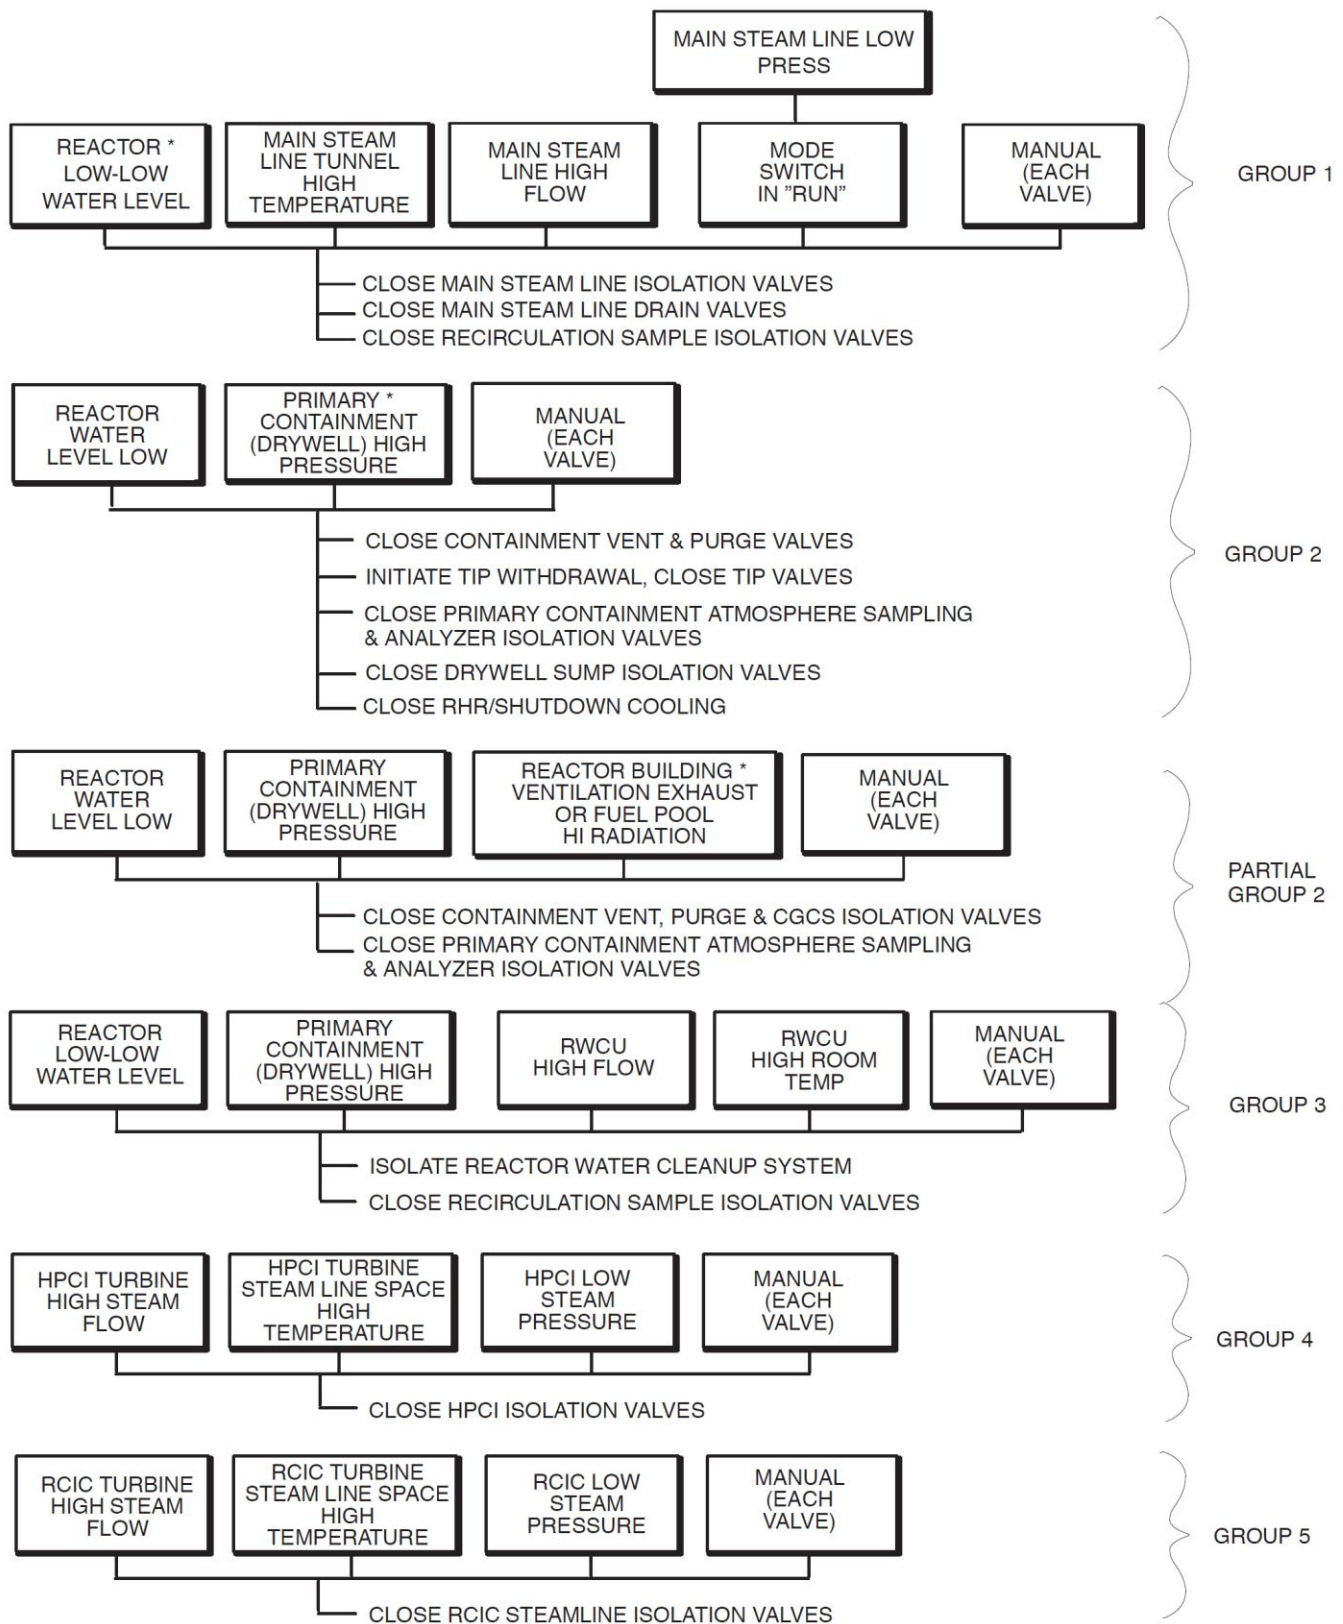 MAIN STEAM LINE LOW
PRESS
REACTOR *
LOW-LOW
WATER LEVEL
MAIN STEAM
LINE TUNNEL
HIGH
TEMPERATURE
MAIN STEAM
LINE HIGH
FLOW
MODE
SWITCH
IN "RUN"
MANUAL
(EACH
VALVE)
GROUP 1
CLOSE MAIN STEAM LINE ISOLATION VALVES
CLOSE MAIN STEAM LINE DRAIN VALVES
CLOSE RECIRCULATION SAMPLE ISOLATION VALVES
REACTOR
WATER
LEVEL LOW
PRIMARY *
CONTAINMENT
(DRYWELL) HIGH
PRESSURE
MANUAL
(EACH
VALVE)
CLOSE CONTAINMENT VENT & PURGE VALVES
INITIATE TIP WITHDRAWAL, CLOSE TIP VALVES
CLOSE PRIMARY CONTAINMENT ATMOSPHERE SAMPLING
& ANALYZER ISOLATION VALVES
CLOSE DRYWELL SUMP ISOLATION VALVES
CLOSE RHR/SHUTDOWN COOLING
GROUP 2
REACTOR
WATER
LEVEL LOW
PRIMARY
CONTAINMENT
(DRYWELL) HIGH
PRESSURE
REACTOR BUILDING *
VENTILATION EXHAUST
OR FUEL POOL
HI RADIATION
MANUAL
(EACH
VALVE)
CLOSE CONTAINMENT VENT, PURGE & CGCS ISOLATION VALVES
CLOSE PRIMARY CONTAINMENT ATMOSPHERE SAMPLING
& ANALYZER ISOLATION VALVES
PARTIAL
GROUP 2
REACTOR
LOW-LOW
WATER LEVEL
PRIMARY
CONTAINMENT
(DRYWELL) HIGH
PRESSURE
RWCU
HIGH FLOW
RWCU
HIGH ROOM
TEMP
MANUAL
(EACH
VALVE)
ISOLATE REACTOR WATER CLEANUP SYSTEM
CLOSE RECIRCULATION SAMPLE ISOLATION VALVES
GROUP 3
HPCI TURBINE
HIGH STEAM
FLOW
HPCI TURBINE
STEAM LINE SPACE
HIGH
TEMPERATURE
HPCI LOW
STEAM
PRESSURE
MANUAL
(EACH
VALVE)
CLOSE HPCI ISOLATION VALVES
GROUP 4
RCIC TURBINE
HIGH STEAM
FLOW
RCIC TURBINE
STEAM LINE SPACE
HIGH
TEMPERATURE
RCIC LOW
STEAM
PRESSURE
MANUAL
(EACH
VALVE)
CLOSE RCIC STEAMLINE ISOLATION VALVES
GROUP 5